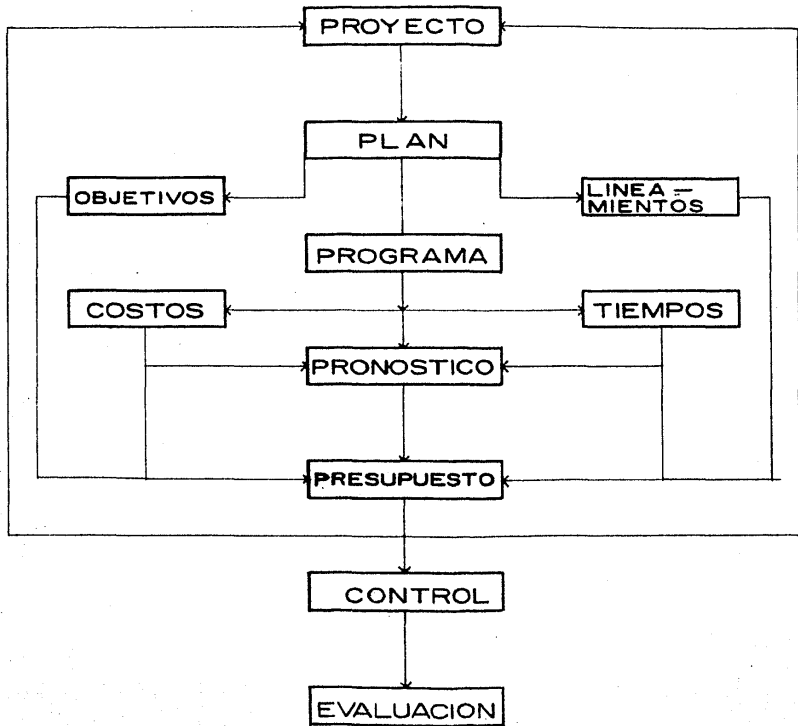 PROYECTO
PLAN
OBJETIVOS
LINEA –
MIENTOS
PROGRAMA
COSTOS
TIEMPOS
PRONOSTICO
PRESUPUESTO
CONTROL
EVALUACION